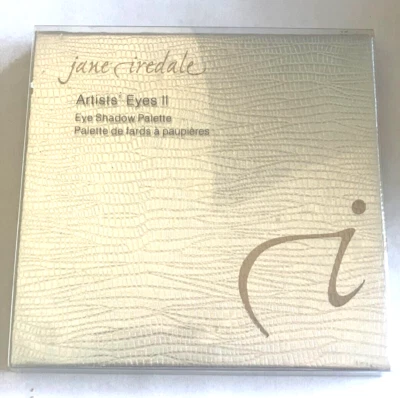 jane iredale
Artists' Eyes II
Eye Shadow Palette
Palette de fards à paupières